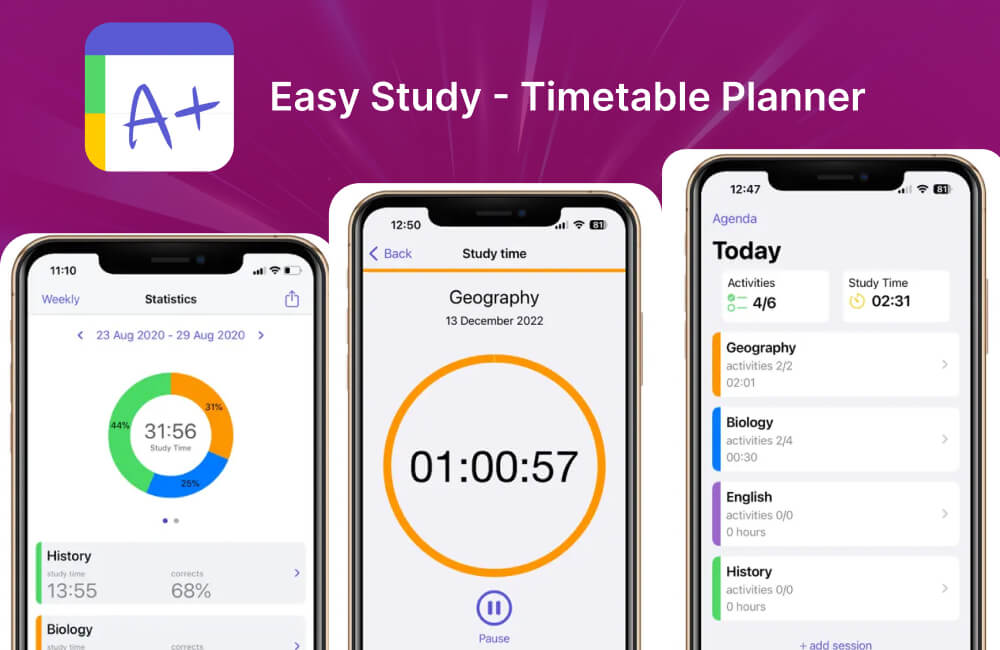 A+
Easy Study - Timetable Planner
11:10
Weekly
Statistics
23 Aug 2020 - 29 Aug 2020
31%
44%
31:56
Study Time
25%
History
study time
corrects
13:55
68%
Biology
study time
corrects
12:50
81
Back
Study time
Geography
13 December 2022
01:00:57
Pause
12:47
81
Agenda
Today
Activities
4/6
Study Time
02:31
Geography
activities 2/2
02:01
Biology
activities 2/4
00:30
English
activities 0/0
0 hours
History
activities 0/0
0 hours
+ add session